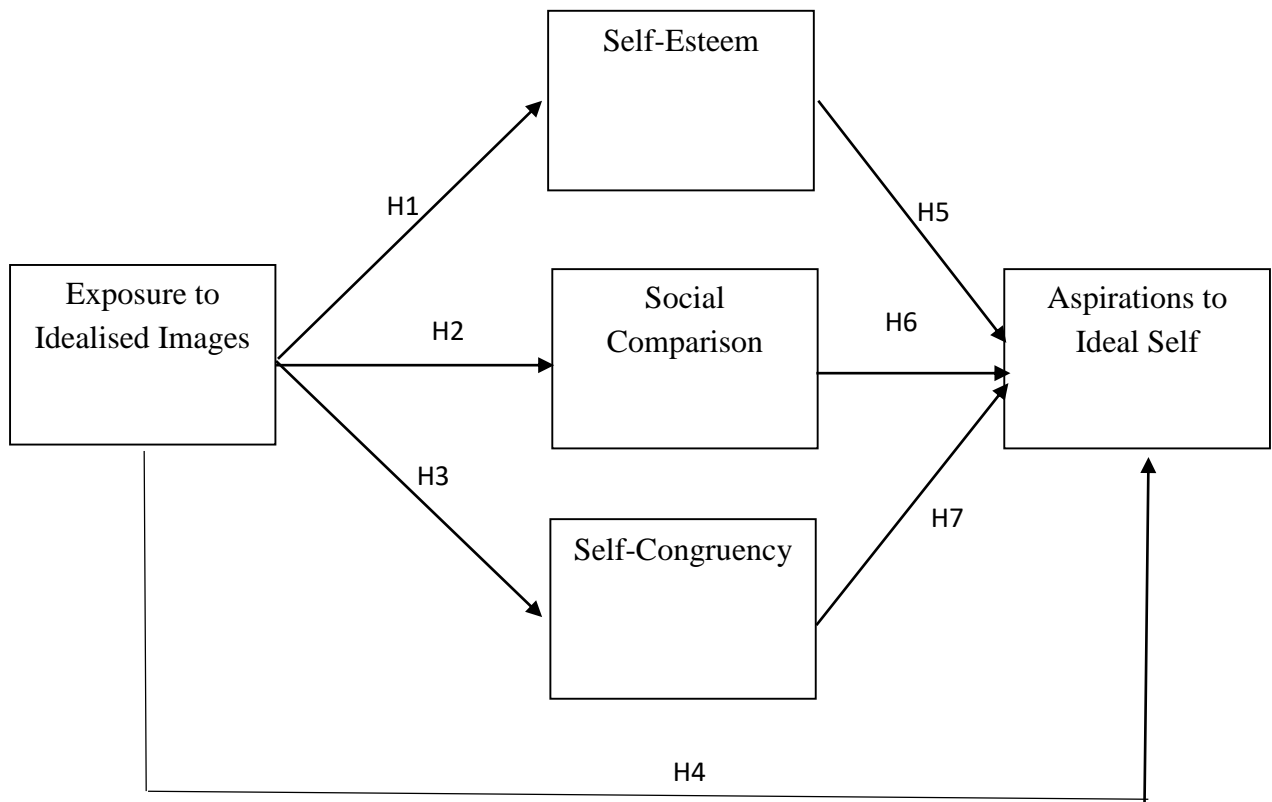 Self-Esteem
H1
H5
Exposure to
Idealised Images
H2
Social
Comparison
H6
Aspirations to
Ideal Self
H3
Self-Congruency
H7
H4